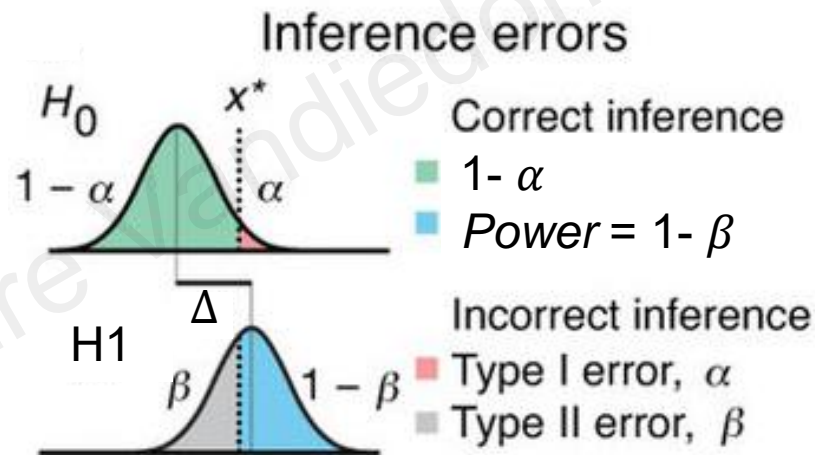 Inference errors
H0
x*
1 − α
α
Δ
H1
β
1 − β
Correct inference
1- α
Power = 1- β
Incorrect inference
Type I error, α
Type II error, β